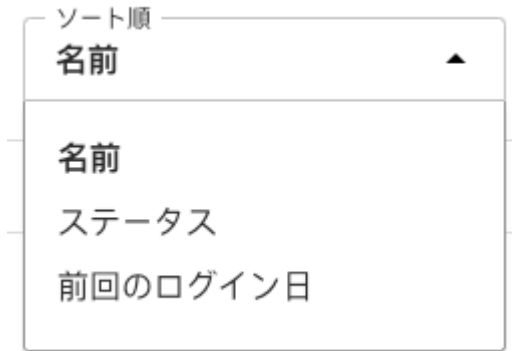 ソート順
名前
名前
ステータス
前回のログイン日